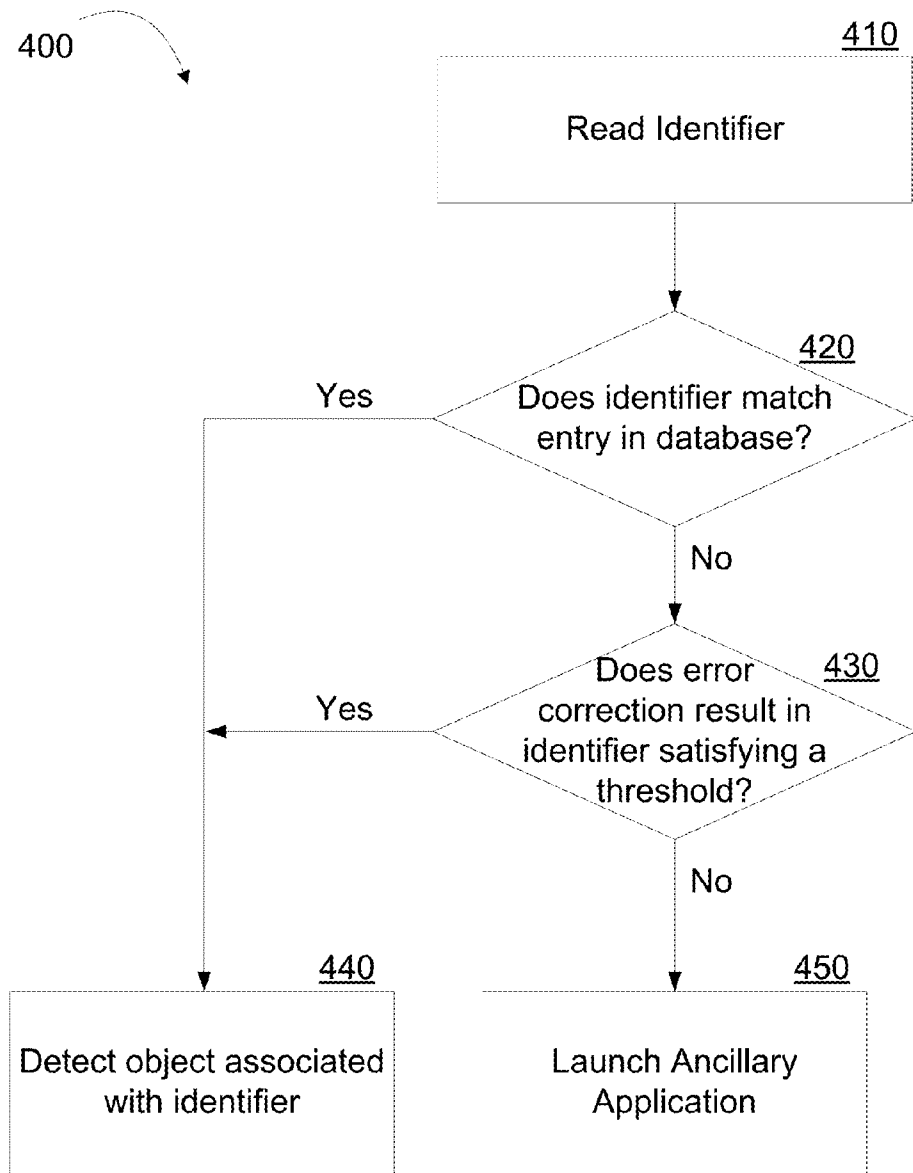 400
410
Read Identifier
420
Yes
Does identifier match
entry in database?
No
430
Yes
Does error
correction result in
identifier satisfying a
threshold?
No
440
450
Detect object associated
with identifier
Launch Ancillary
Application